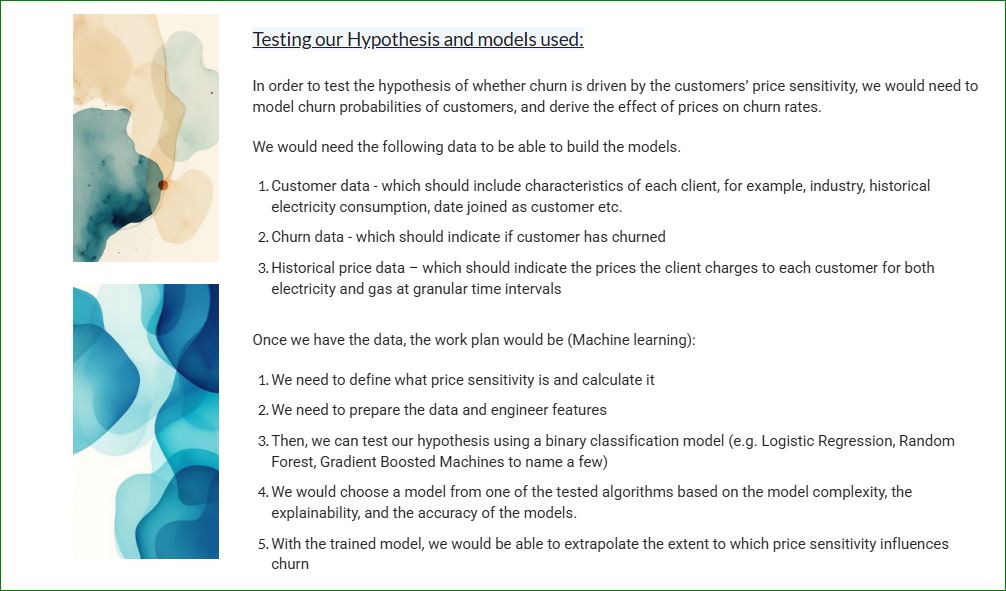 Testing our Hypothesis and models used:
In order to test the hypothesis of whether churn is driven by the customers' price sensitivity, we would need to
model churn probabilities of customers, and derive the effect of prices on churn rates.
We would need the following data to be able to build the models.
1. Customer data - which should include characteristics of each client, for example, industry, historical
electricity consumption, date joined as customer etc.
2. Churn data - which should indicate if customer has churned
3. Historical price data – which should indicate the prices the client charges to each customer for both
electricity and gas at granular time intervals
Once we have the data, the work plan would be (Machine learning):
1. We need to define what price sensitivity is and calculate it
2. We need to prepare the data and engineer features
3. Then, we can test our hypothesis using a binary classification model (e.g. Logistic Regression, Random
Forest, Gradient Boosted Machines to name a few)
4. We would choose a model from one of the tested algorithms based on the model complexity, the
explainability, and the accuracy of the models.
5. With the trained model, we would be able to extrapolate the extent to which price sensitivity influences
churn